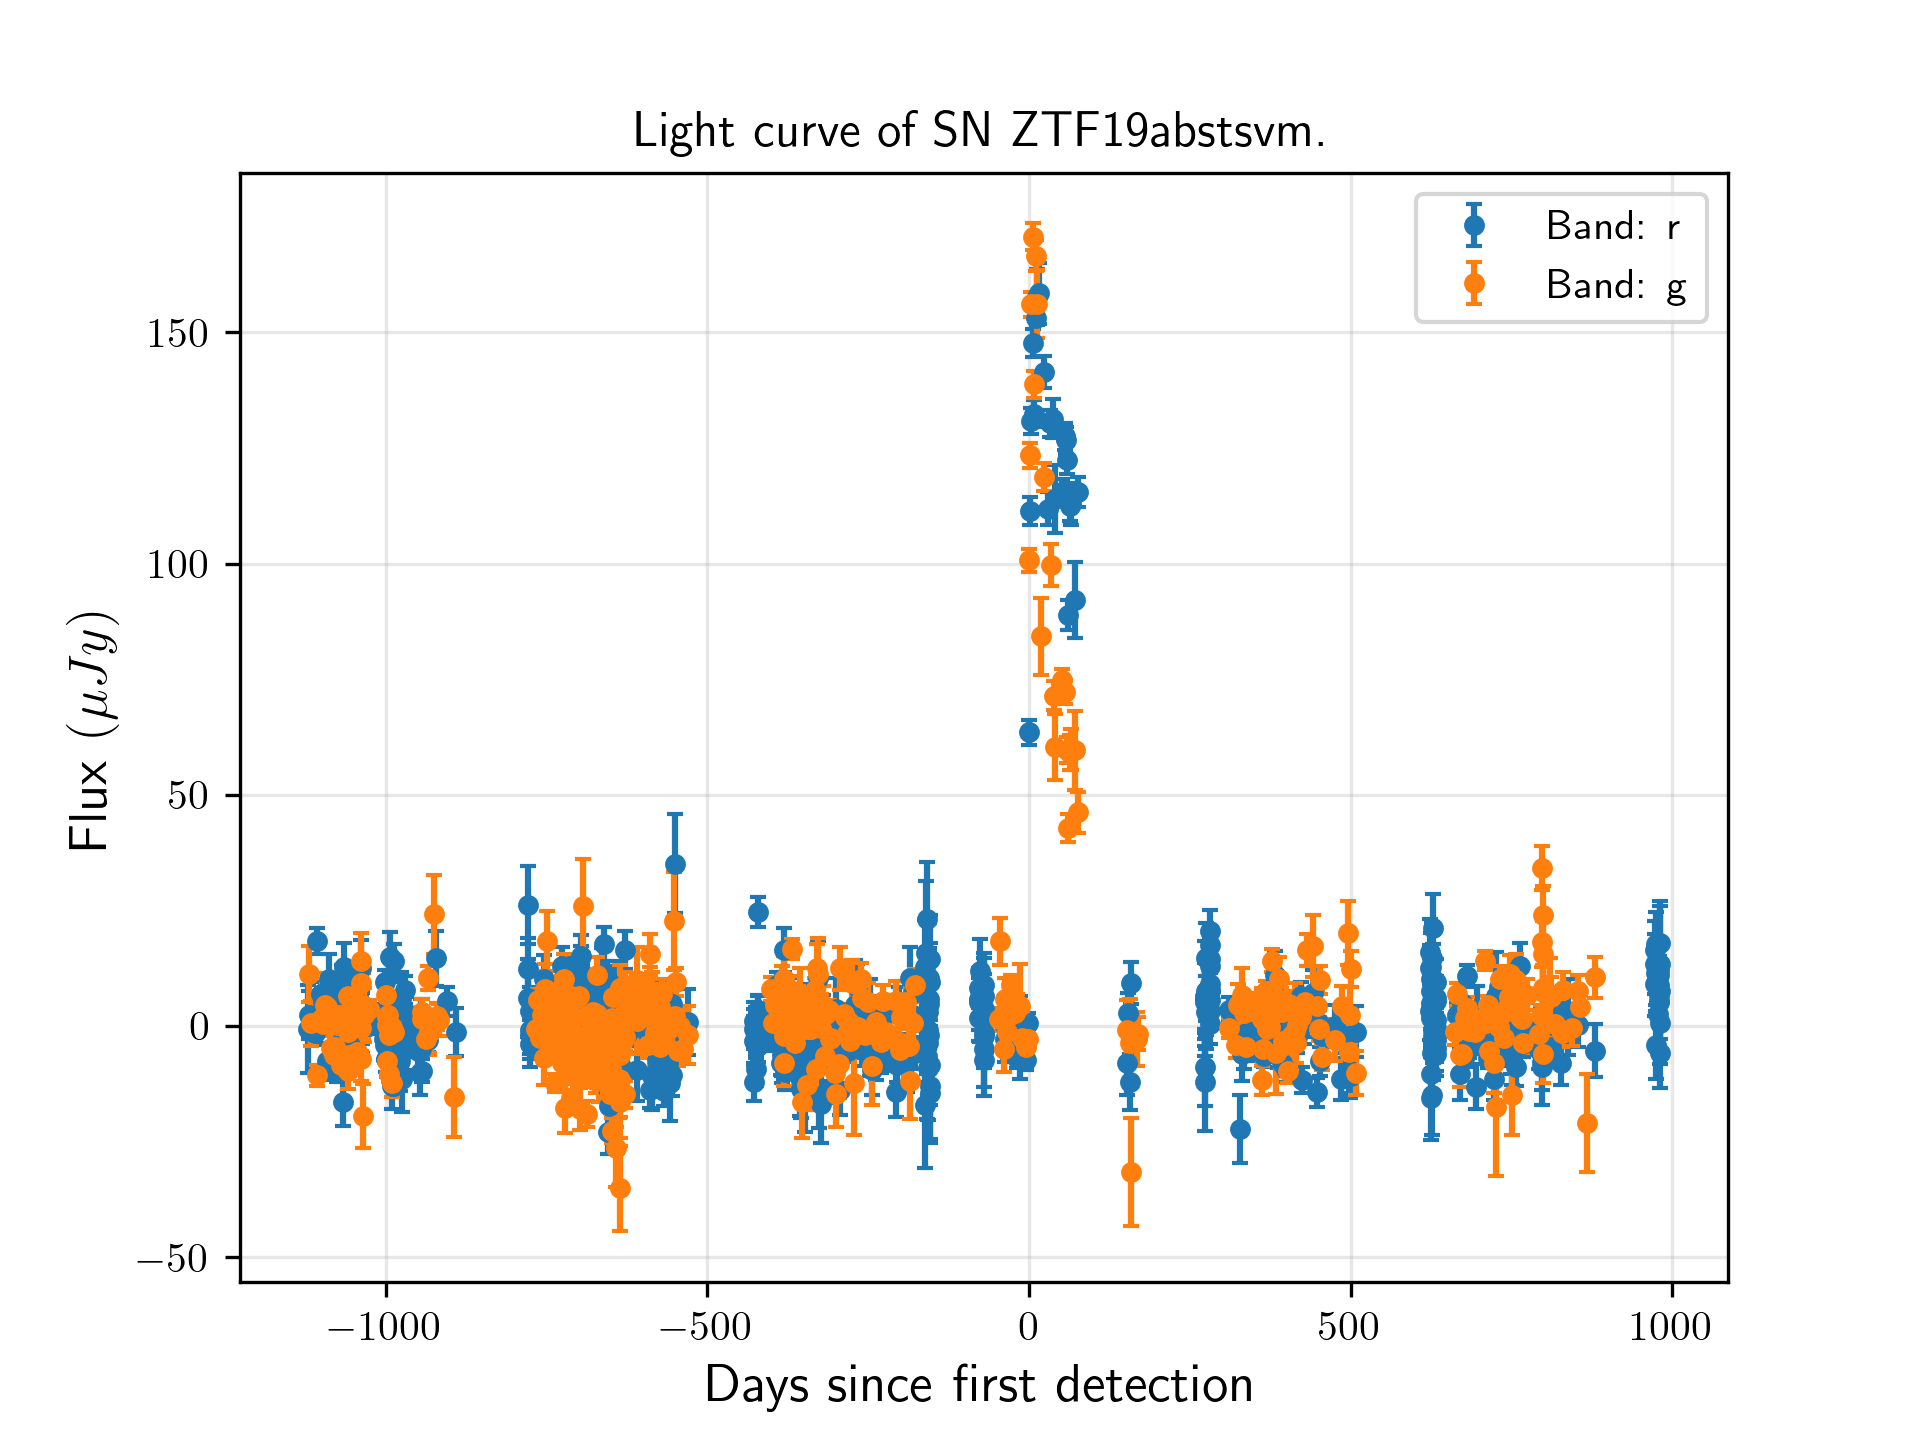 Light curve of SN ZTF19abstsvm.
Band: r
Band: g
150
100
50
0
−50
Flux (μJy)
−1000
−500
0
500
1000
Days since first detection